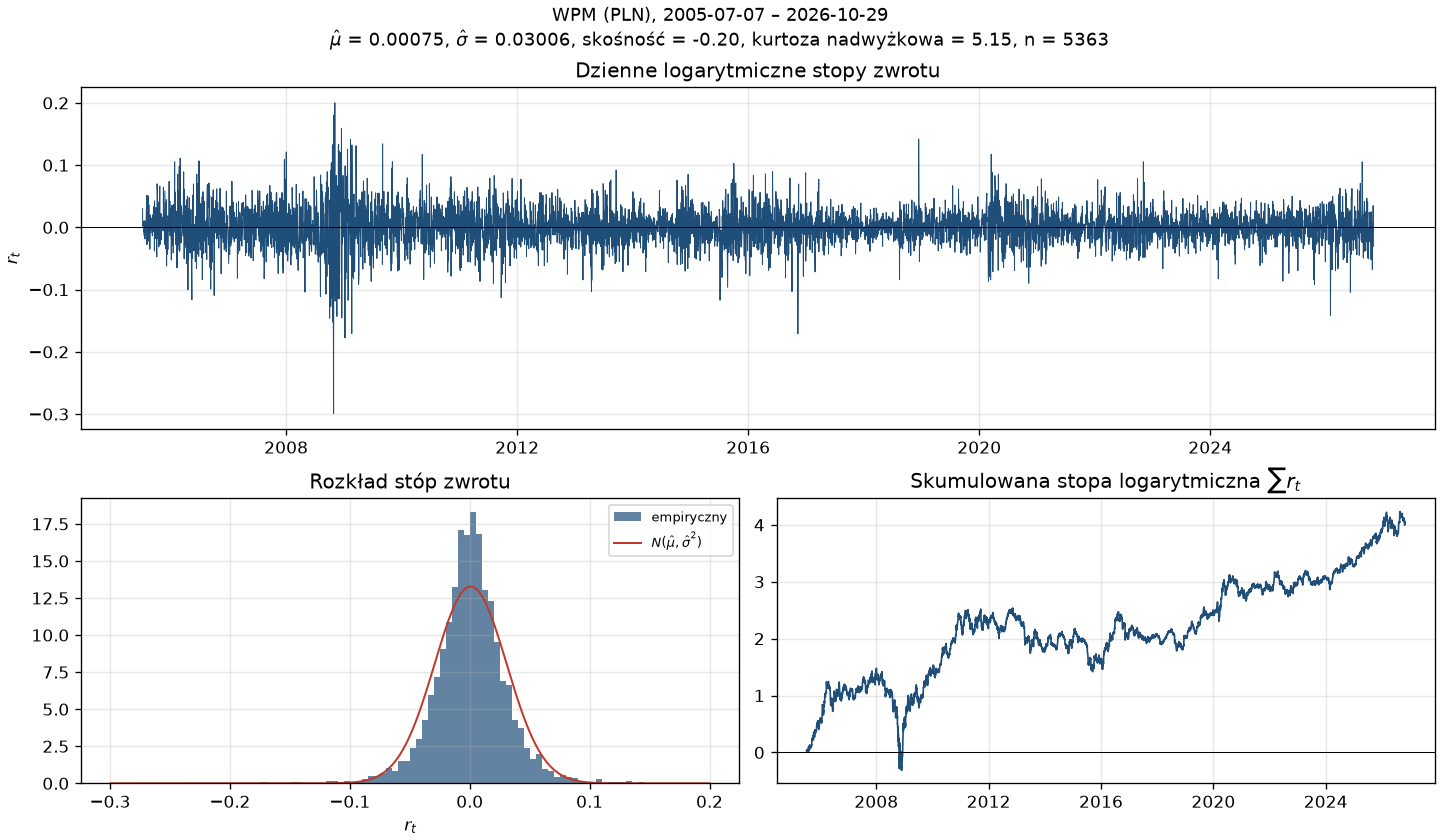 WPM (PLN), 2005-07-07 – 2026-10-29
μ̂ = 0.00075, σ̂ = 0.03006, skośność = -0.20, kurtoza nadwyżkowa = 5.15, n = 5363
Dzienne logarytmiczne stopy zwrotu
0.2
0.1
0.0
−0.1
−0.2
−0.3
r_t
2008 2012 2016 2020 2024
Rozkład stóp zwrotu
17.5
15.0
12.5
10.0
7.5
5.0
2.5
0.0
empiryczny
N(μ̂, σ̂²)
−0.3 −0.2 −0.1 0.0 0.1 0.2
r_t
Skumulowana stopa logarytmiczna ∑r_t
4
3
2
1
0
2008 2012 2016 2020 2024